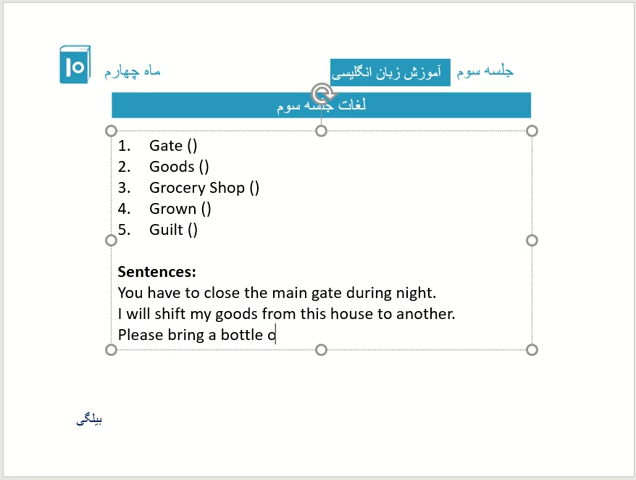 جلسه سوم
آموزش زبان انگلیسی
ماه چهارم
10
لغات جلسه سوم
1. Gate ()
2. Goods ()
3. Grocery Shop ()
4. Grown ()
5. Guilt ()
Sentences:
You have to close the main gate during night.
I will shift my goods from this house to another.
Please bring a bottle o
بیلگی